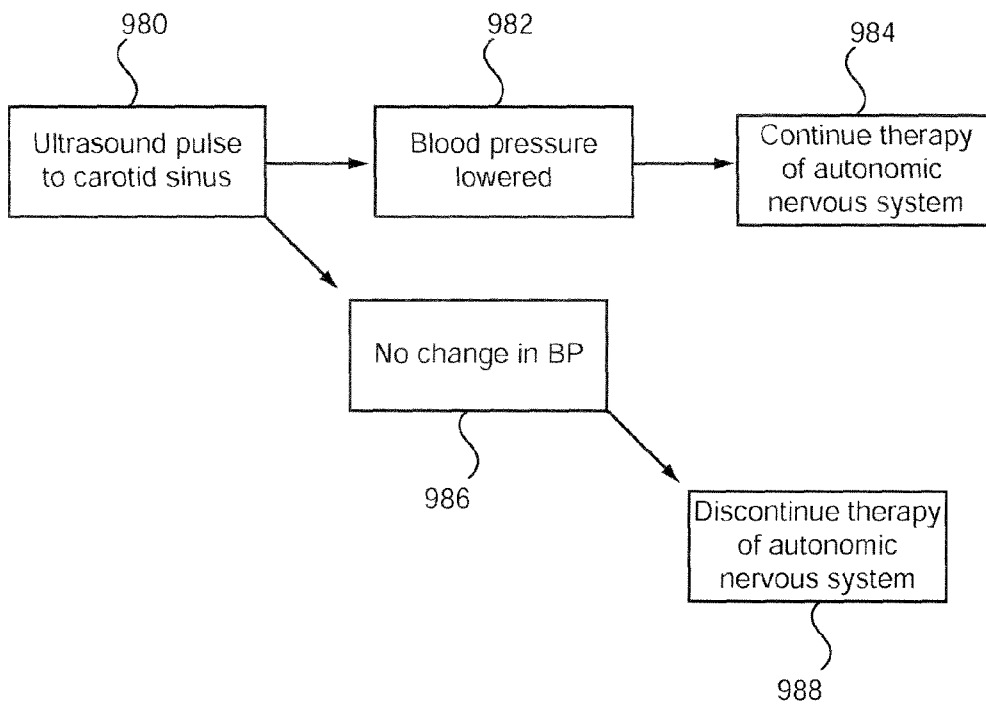 980
982
984
Ultrasound pulse
to carotid sinus
Blood pressure
lowered
Continue therapy
of autonomic
nervous system
No change in BP
986
Discontinue therapy
of autonomic
nervous system
988